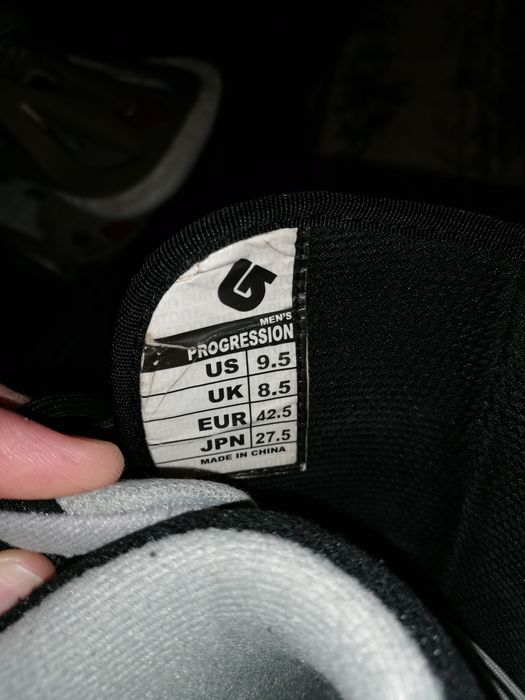 MEN'S
PROGRESSION
US 9.5
UK 8.5
EUR 42.5
JPN 27.5
MADE IN CHINA